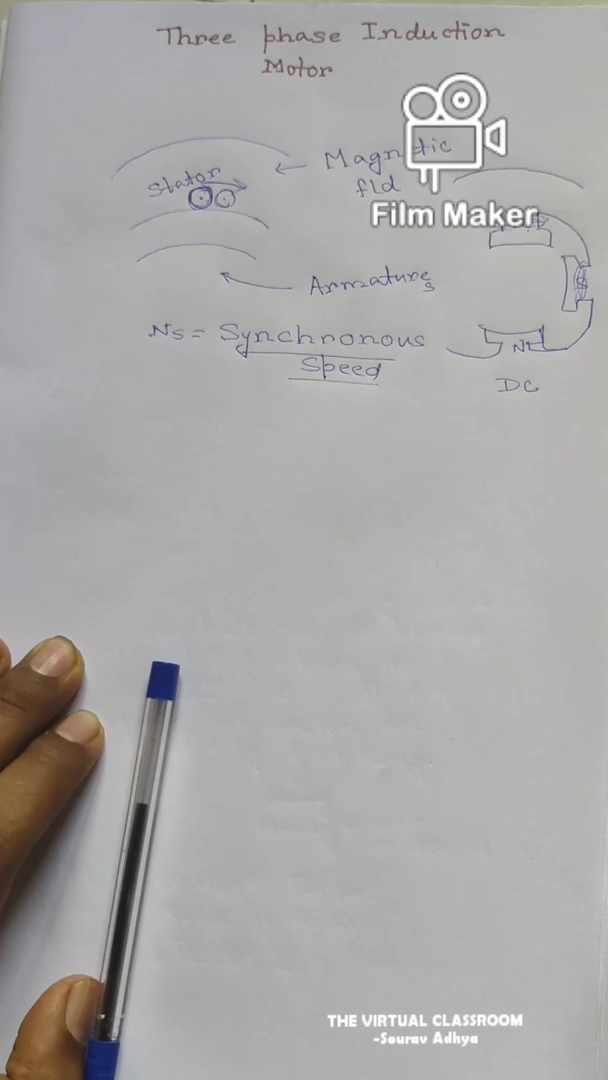 Three phase Induction
Motor
Magnetic
fld
Stator
Film Maker
Armatures
Ns = Synchronous
Speed
N
DC
THE VIRTUAL CLASSROOM
-Sourav Adhya